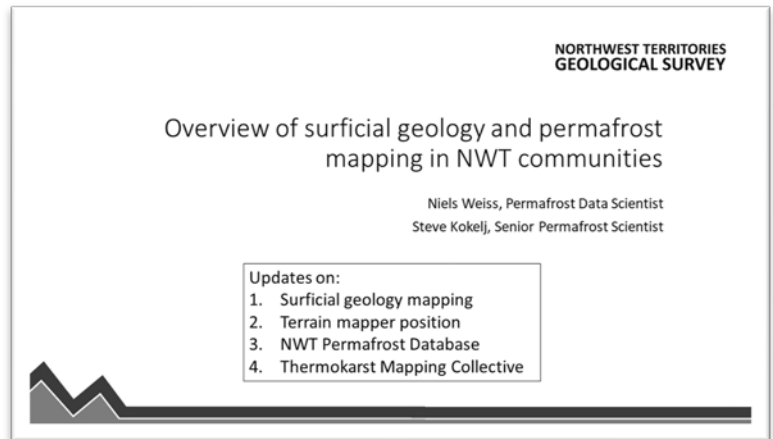 NORTHWEST TERRITORIES
GEOLOGICAL SURVEY
Overview of surficial geology and permafrost
mapping in NWT communities
Niels Weiss, Permafrost Data Scientist
Steve Kokelj, Senior Permafrost Scientist
Updates on:
1. Surficial geology mapping
2. Terrain mapper position
3. NWT Permafrost Database
4. Thermokarst Mapping Collective